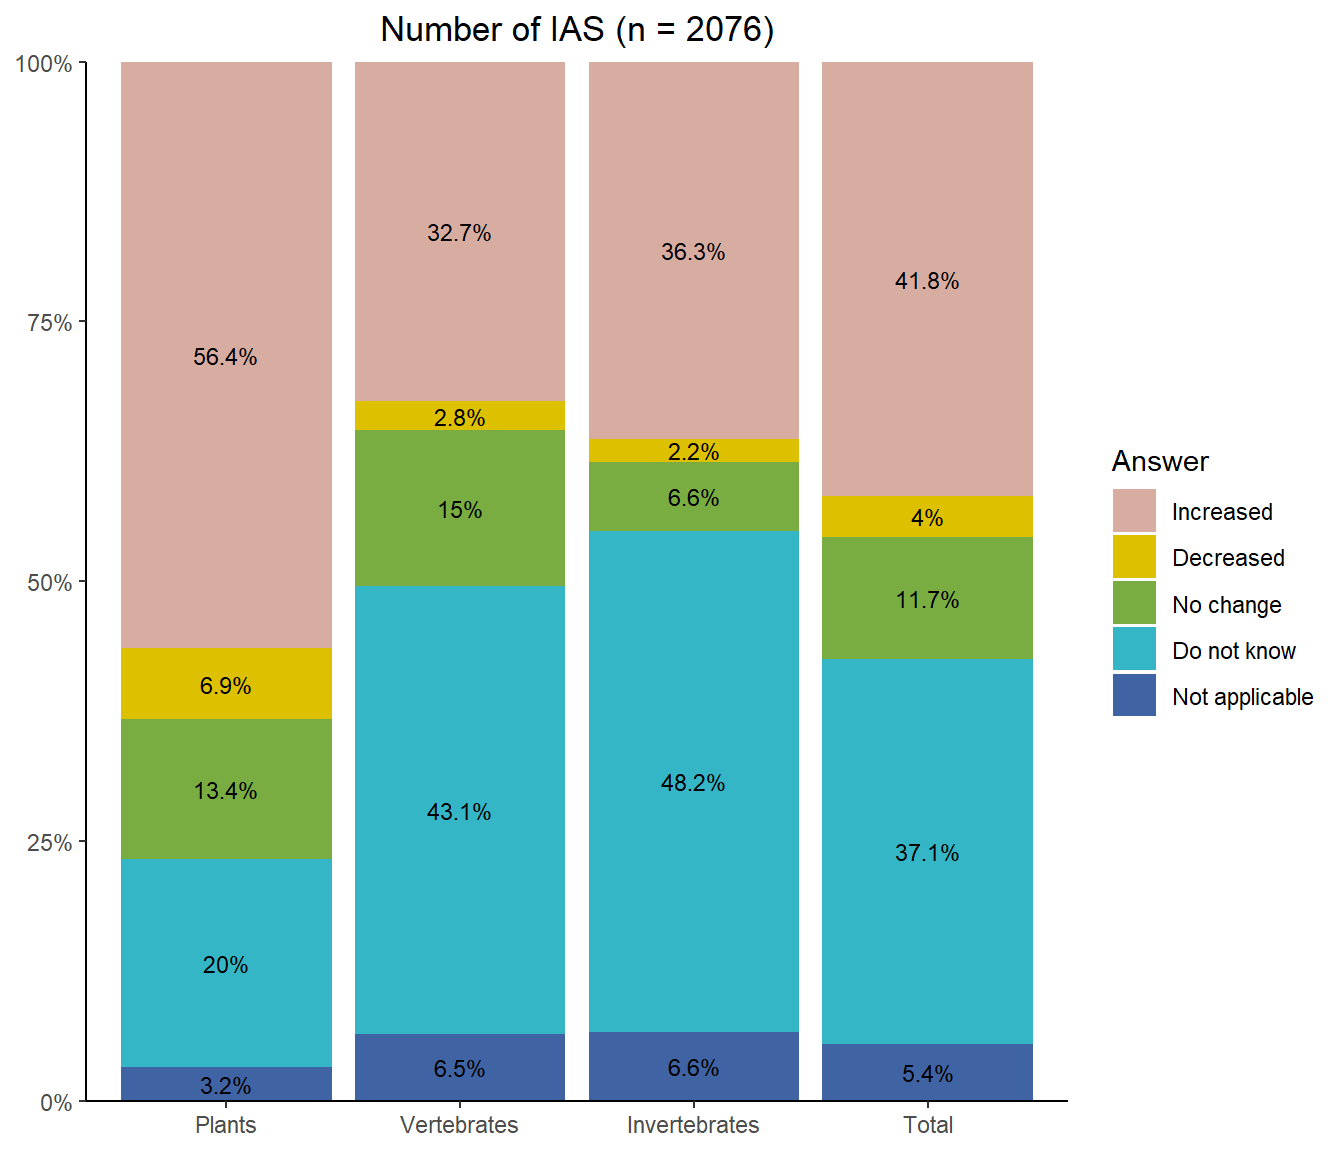 Number of IAS (n = 2076)
100%
75%
50%
25%
0%
56.4%
6.9%
13.4%
20%
3.2%
32.7%
2.8%
15%
43.1%
6.5%
36.3%
2.2%
6.6%
48.2%
6.6%
41.8%
4%
11.7%
37.1%
5.4%
Plants
Vertebrates
Invertebrates
Total
Answer
Increased
Decreased
No change
Do not know
Not applicable